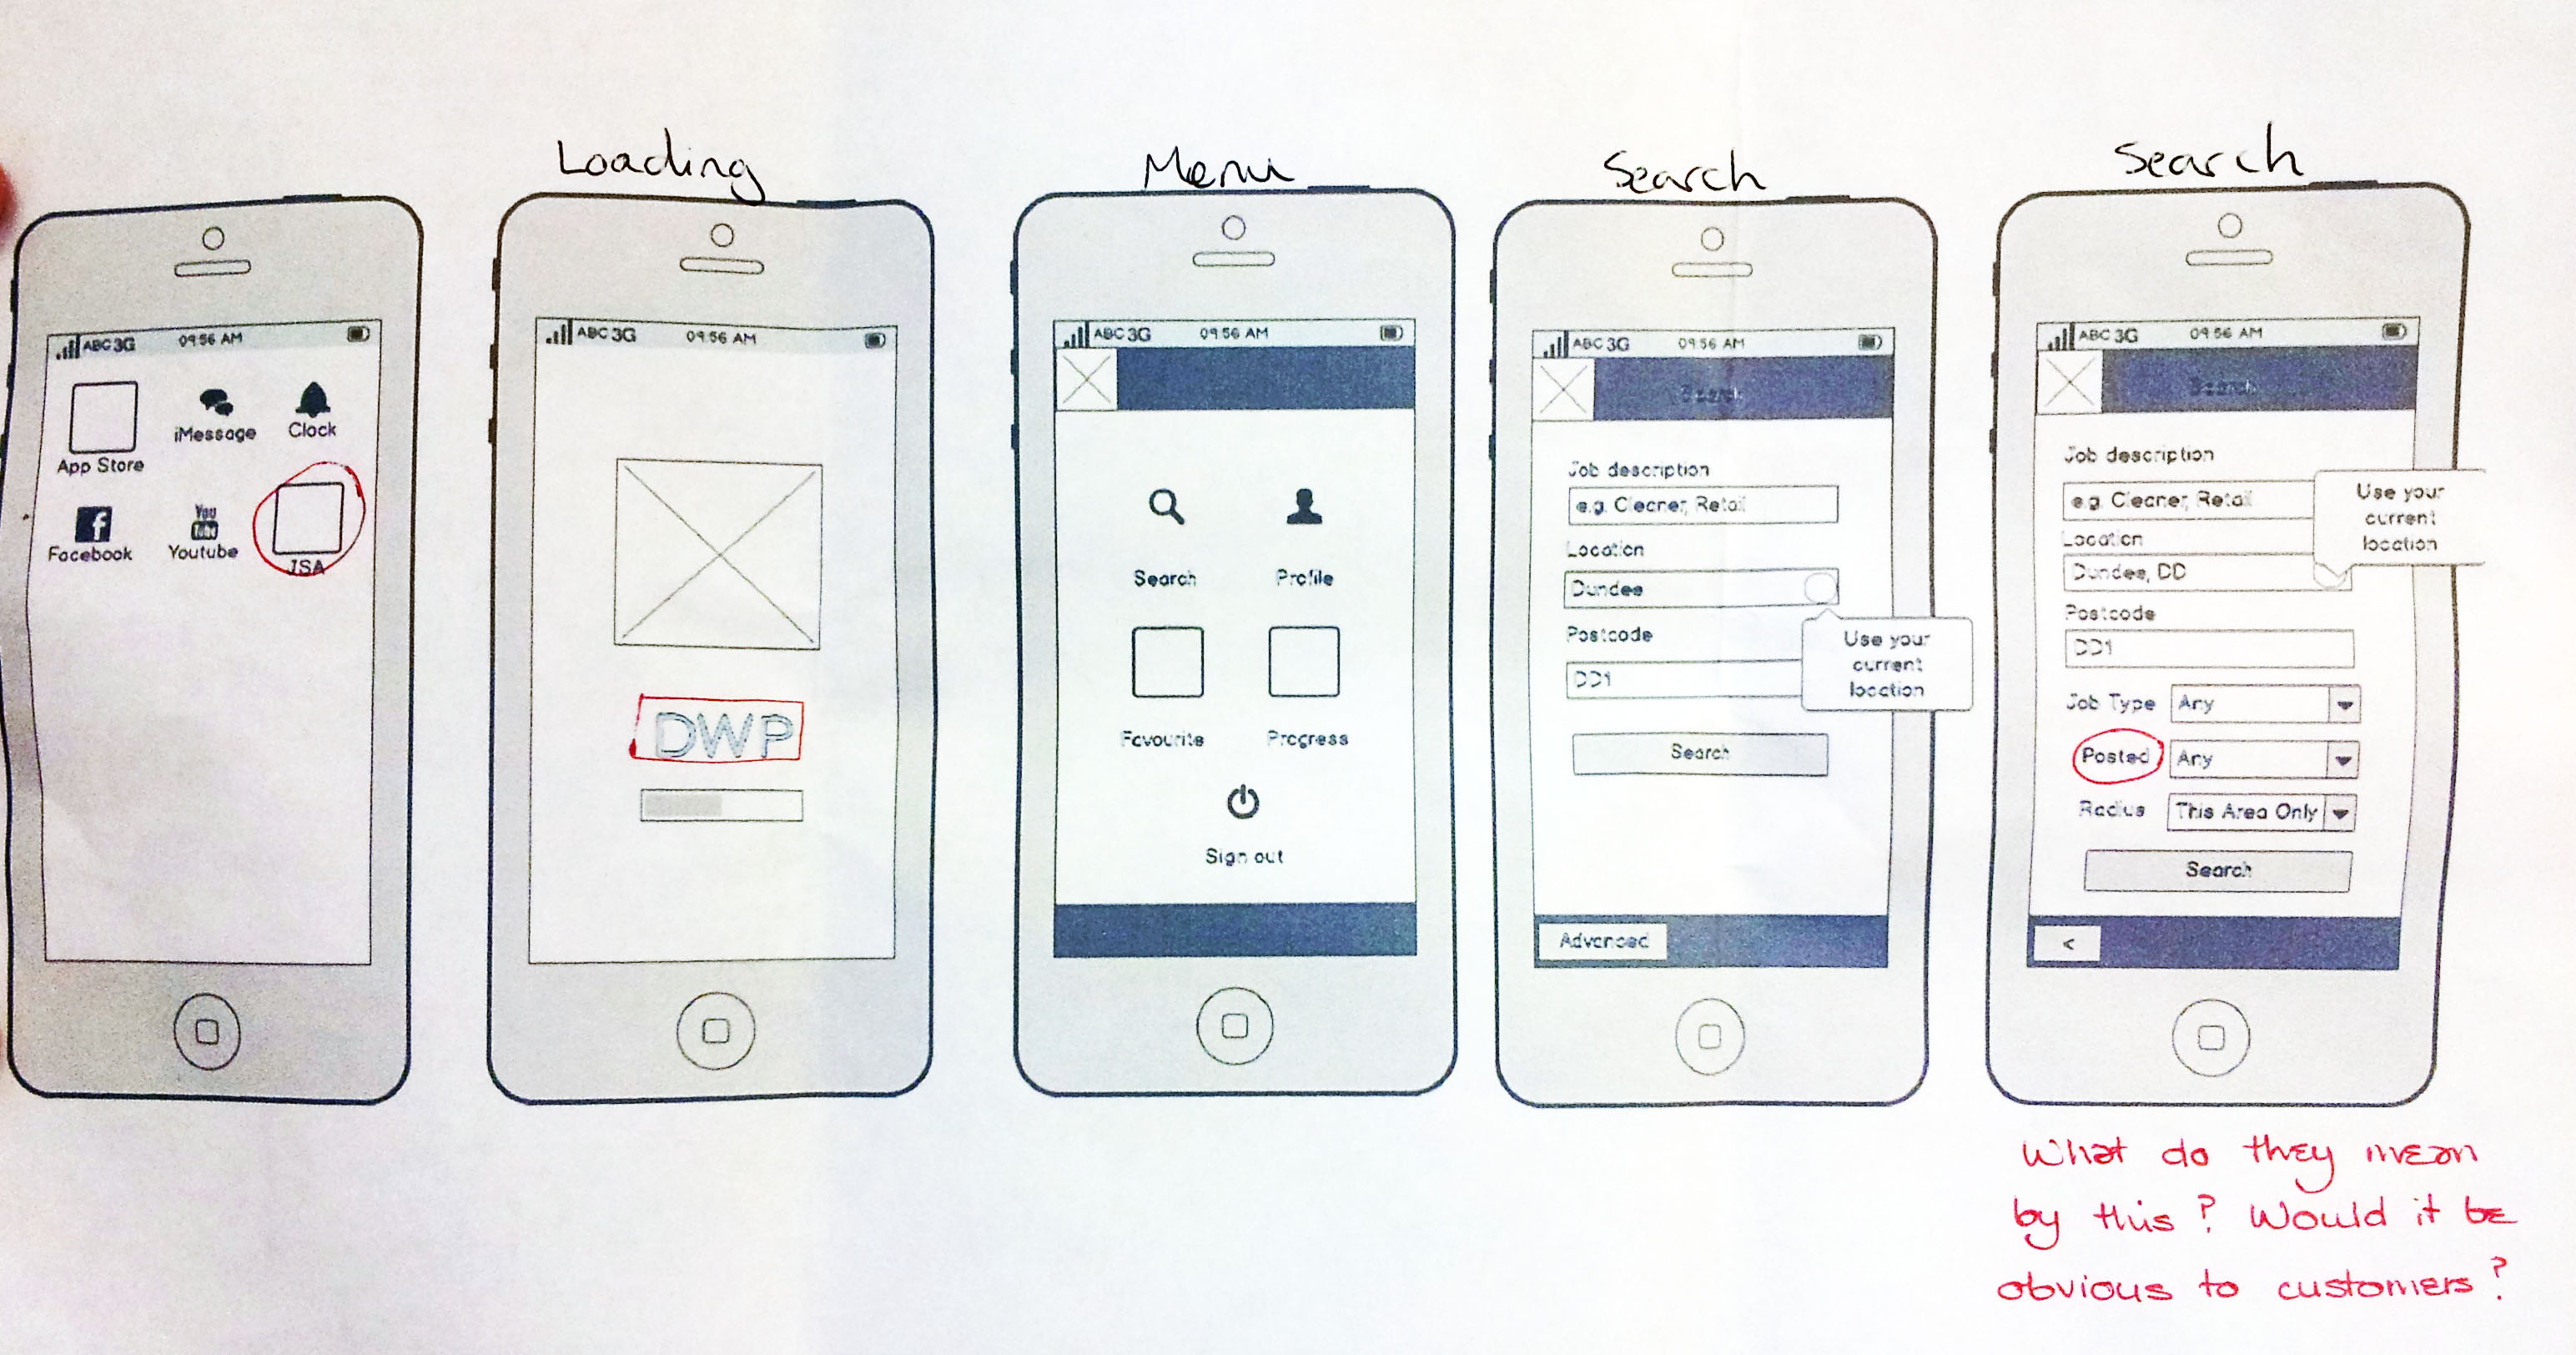 Loading
Menu
Search
Search
ABC 3G 09:56 AM
App Store
iMessage
Clock
Facebook
You
Tube
Youtube
JSA
ABC 3G 09:56 AM
DWP
ABC 3G 09:56 AM
Search
Profile
Favourite
Progress
Sign out
ABC 3G 09:56 AM
Search
Job description
e.g. Cleaner, Retail
Location
Dundee
Use your
current
location
Postcode
DD1
Search
Advanced
ABC 3G 09:56 AM
Search
Job description
e.g. Cleaner, Retail
Use your
current
location
Location
Dundee, DD
Postcode
DD1
Job Type Any
Posted Any
Radius This Area Only
Search
<
What do they mean
by this? Would it be
obvious to customers?